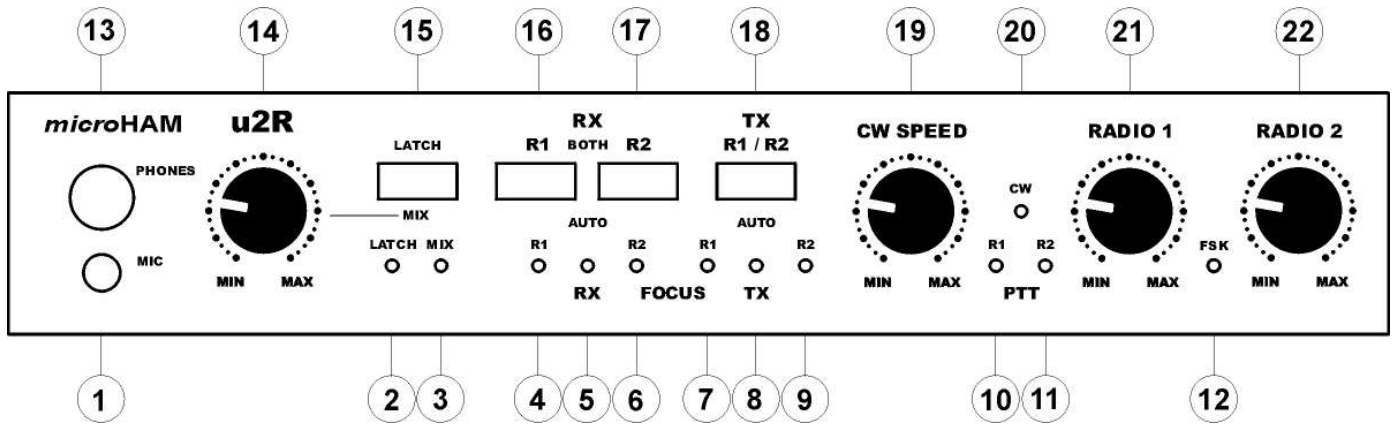 13 14 15 16 17 18 19 20 21 22
microHAM u2R RX TX CW SPEED RADIO 1 RADIO 2
LATCH R1 BOTH R2 R1 / R2
PHONES
CW
MIX AUTO AUTO
LATCH MIX R1 R2 R1 R2 R1 R2 FSK
MIC
MIN MAX MIN MAX MIN MAX MIN MAX
RX FOCUS TX PTT
1 2 3 4 5 6 7 8 9 10 11 12